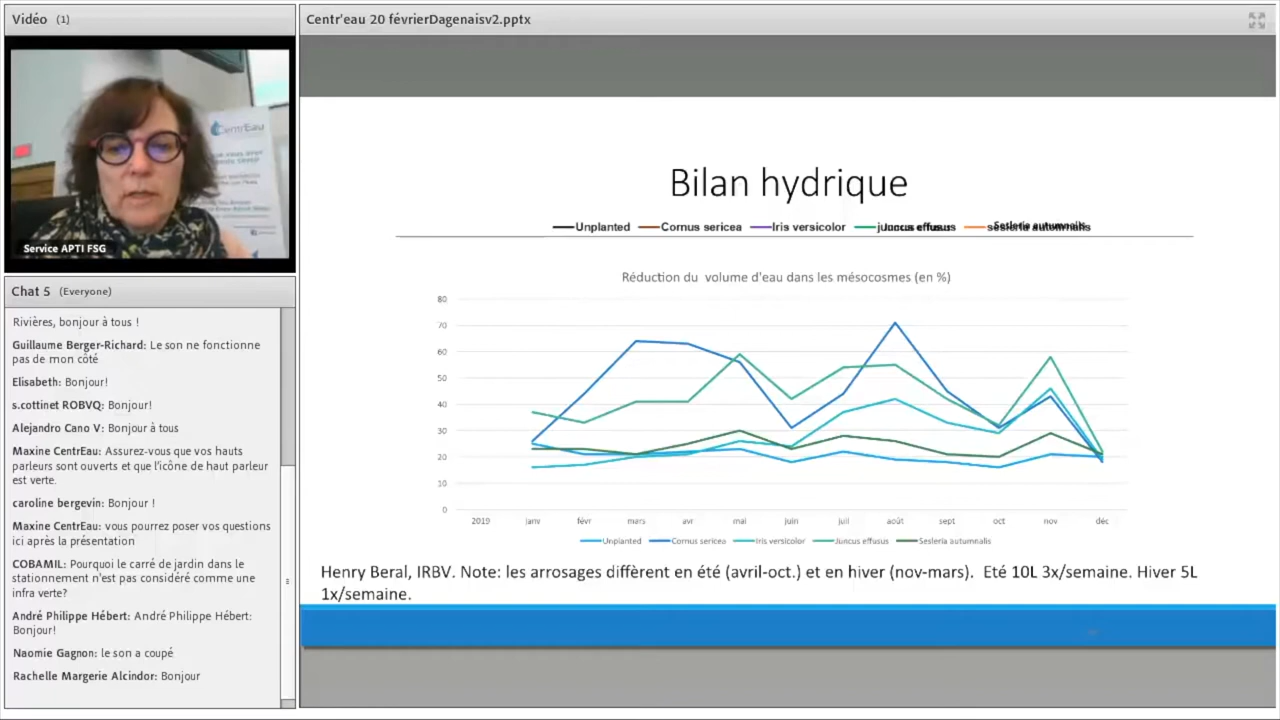 Vidéo (1)
Service APTI FSG
Centr'Eau
Chat 5 (Everyone)
Rivières, bonjour à tous !
Guillaume Berger-Richard: Le son ne fonctionne
pas de mon côté
Elisabeth: Bonjour!
s.cottinet ROBVQ: Bonjour!
Alejandro Cano V: Bonjour à tous
Maxine CentrEau: Assurez-vous que vos hauts
parleurs sont ouverts et que l'icône de haut parleur
est verte.
caroline bergevin: Bonjour !
Maxine CentrEau: vous pourrez poser vos questions
ici après la présentation
COBAMIL: Pourquoi le carré de jardin dans le
stationnement n'est pas considéré comme une
infra verte?
André Philippe Hébert: André Philippe Hébert:
Bonjour!
Naomie Gagnon: le son a coupé
Rachelle Margerie Alcindor: Bonjour
Centr'eau 20 févrierDagenaisv2.pptx
Bilan hydrique
Unplanted Cornus sericea Iris versicolor juncus effusus sesleria autumnalis
Réduction du volume d'eau dans les mésocosmes (en %)
80
70
60
50
40
30
20
10
0
2019 janv févr mars avr mai juin juil août sept oct nov déc
Unplanted Cornus sericea Iris versicolor Juncus effusus Sesleria autumnalis
Henry Beral, IRBV. Note: les arrosages diffèrent en été (avril-oct.) et en hiver (nov-mars). Eté 10L 3x/semaine. Hiver 5L
1x/semaine.